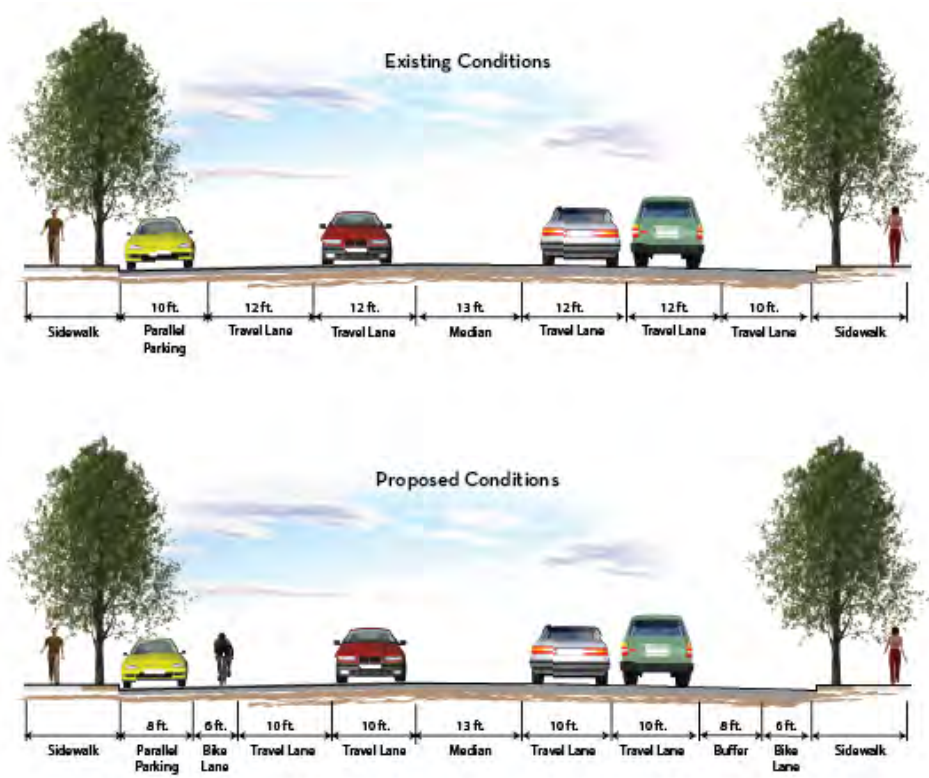 Existing Conditions
10 ft. 12 ft. 12 ft. 13 ft. 12 ft. 12 ft. 10 ft.
Sidewalk Parallel Travel Lane Travel Lane Median Travel Lane Travel Lane Travel Lane Sidewalk
Parking
Proposed Conditions
8 ft. 6 ft. 10 ft. 10 ft. 13 ft. 10 ft. 10 ft. 8 ft. 6 ft.
Sidewalk Parallel Bike Travel Lane Travel Lane Median Travel Lane Travel Lane Buffer Bike Sidewalk
Parking Lane Lane